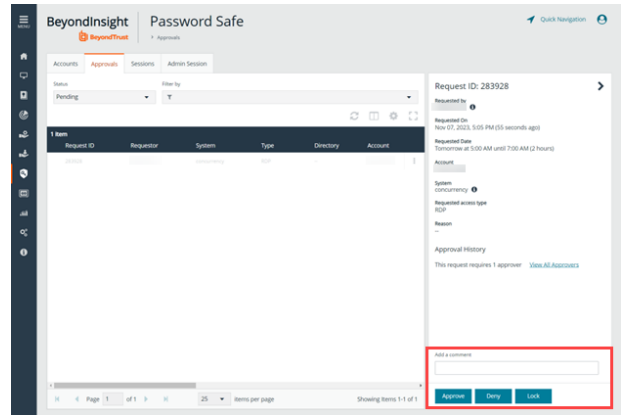 MENU
BeyondInsight
BeyondTrust
Password Safe
Approvals
Quick Navigation
Accounts
Approvals
Sessions
Admin Session
Status
Pending
Filter by
1 item
Request ID
Requestor
System
Type
Directory
Account
283928
concurrency
RDP
--
Page 1 of 1
25 items per page
Showing Items 1-1 of 1
Request ID: 283928
Requested by
Requested On
Nov 07, 2023, 5:05 PM (55 seconds ago)
Requested Date
Tomorrow at 5:00 AM until 7:00 AM (2 hours)
Account
System
concurrency
Requested access type
RDP
Reason
--
Approval History
This request requires 1 approver View All Approvers
Add a comment
Approve
Deny
Lock